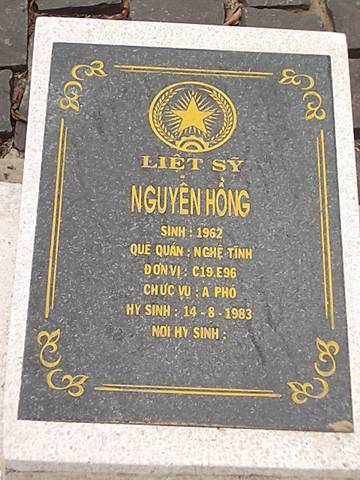 LIỆT SỸ
NGUYỄN HỒNG
SINH : 1962
QUÊ QUÁN : NGHỆ TĨNH
ĐƠN VỊ : C19.E96
CHỨC VỤ : A PHÓ
HY SINH : 14 - 8 - 1983
NƠI HY SINH :